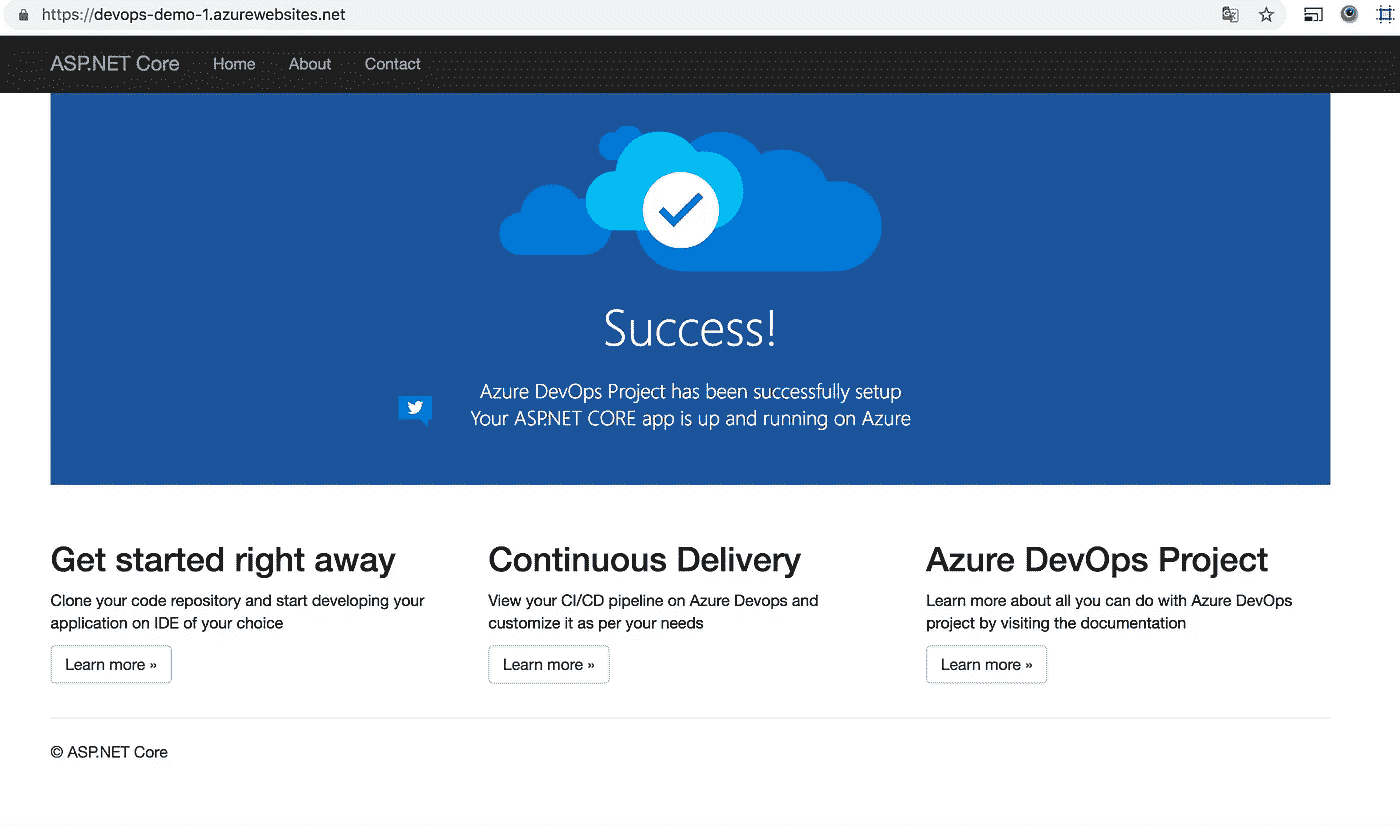 https://devops-demo-1.azurewebsites.net
ASP.NET Core Home About Contact
Success!
Azure DevOps Project has been successfully setup
Your ASP.NET CORE app is up and running on Azure
Get started right away
Clone your code repository and start developing your
application on IDE of your choice
Learn more »
Continuous Delivery
View your CI/CD pipeline on Azure Devops and
customize it as per your needs
Learn more »
Azure DevOps Project
Learn more about all you can do with Azure DevOps
project by visiting the documentation
Learn more »
© ASP.NET Core